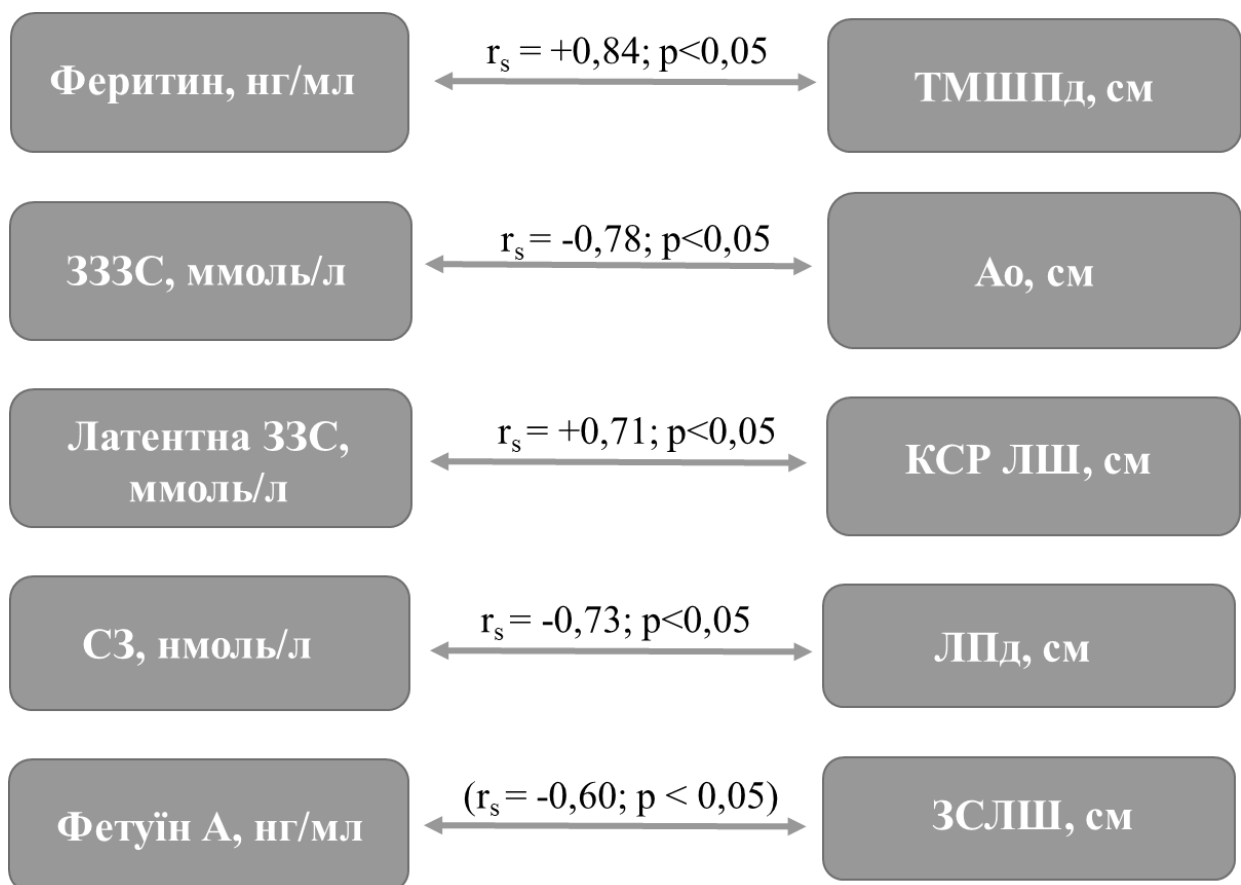 Феритин, нг/мл
rₛ = +0,84; p<0,05
ТМШПд, см
ЗЗЗС, ммоль/л
rₛ = -0,78; p<0,05
Ао, см
Латентна ЗЗС,
ммоль/л
rₛ = +0,71; p<0,05
КСР ЛШ, см
СЗ, нмоль/л
rₛ = -0,73; p<0,05
ЛПд, см
Фетуїн А, нг/мл
(rₛ = -0,60; p < 0,05)
ЗСЛШ, см